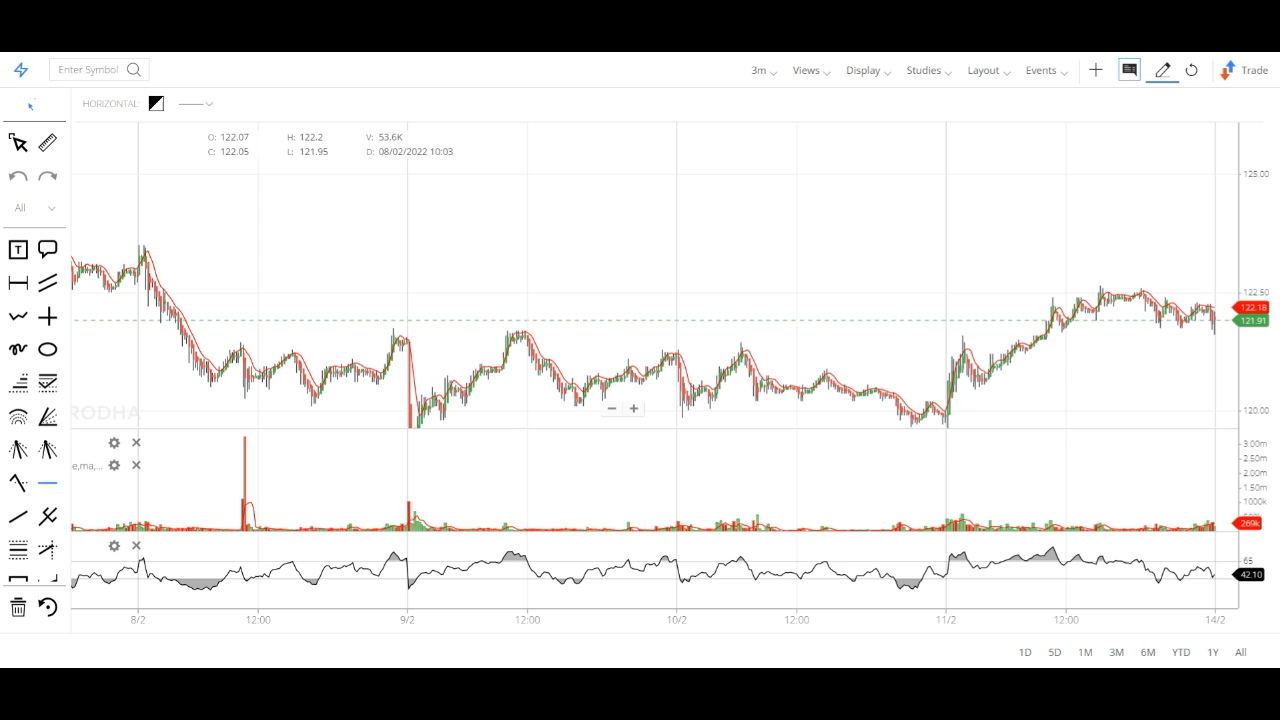 Enter Symbol 3m Views Display Studies Layout Events Trade
HORIZONTAL
O: 122.07 H: 122.2 V: 53.6K
C: 122.05 L: 121.95 D: 08/02/2022 10:03
125.00
All
T
122.50
122.18
121.91
RODHA
120.00
3.00m
2.50m
e,ma,...
2.00m
1.50m
1000k
269k
65
42.10
8/2 12:00 9/2 12:00 10/2 12:00 11/2 12:00 14/2
1D 5D 1M 3M 6M YTD 1Y All